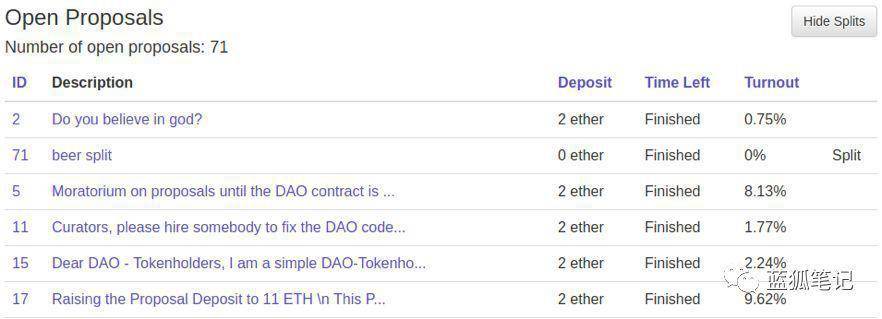 Open Proposals
Hide Splits
Number of open proposals: 71
ID Description Deposit Time Left Turnout
2 Do you believe in god? 2 ether Finished 0.75%
71 beer split 0 ether Finished 0% Split
5 Moratorium on proposals until the DAO contract is ... 2 ether Finished 8.13%
11 Curators, please hire somebody to fix the DAO code... 2 ether Finished 1.77%
15 Dear DAO - Tokenholders, I am a simple DAO-Tokenho... 2 ether Finished 2.24%
17 Raising the Proposal Deposit to 11 ETH \n This P... 2 ether Finished 9.62%
蓝狐笔记